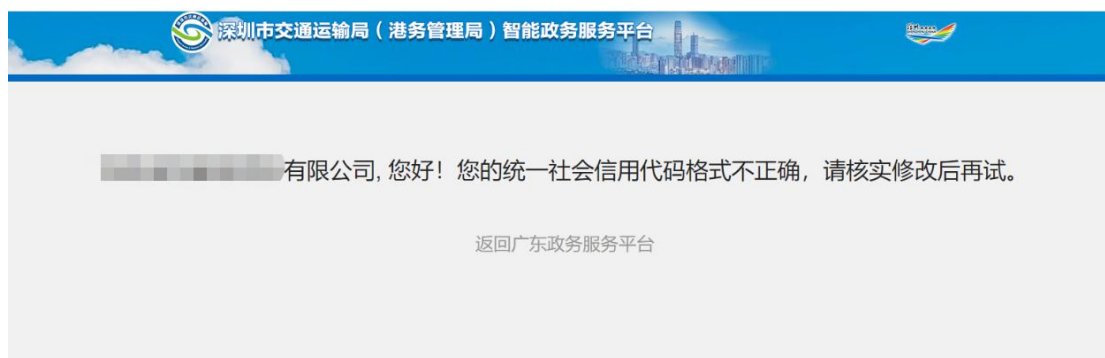 深圳市交通运输局（港务管理局）智能政务服务平台
有限公司, 您好！您的统一社会信用代码格式不正确，请核实修改后再试。
返回广东政务服务平台